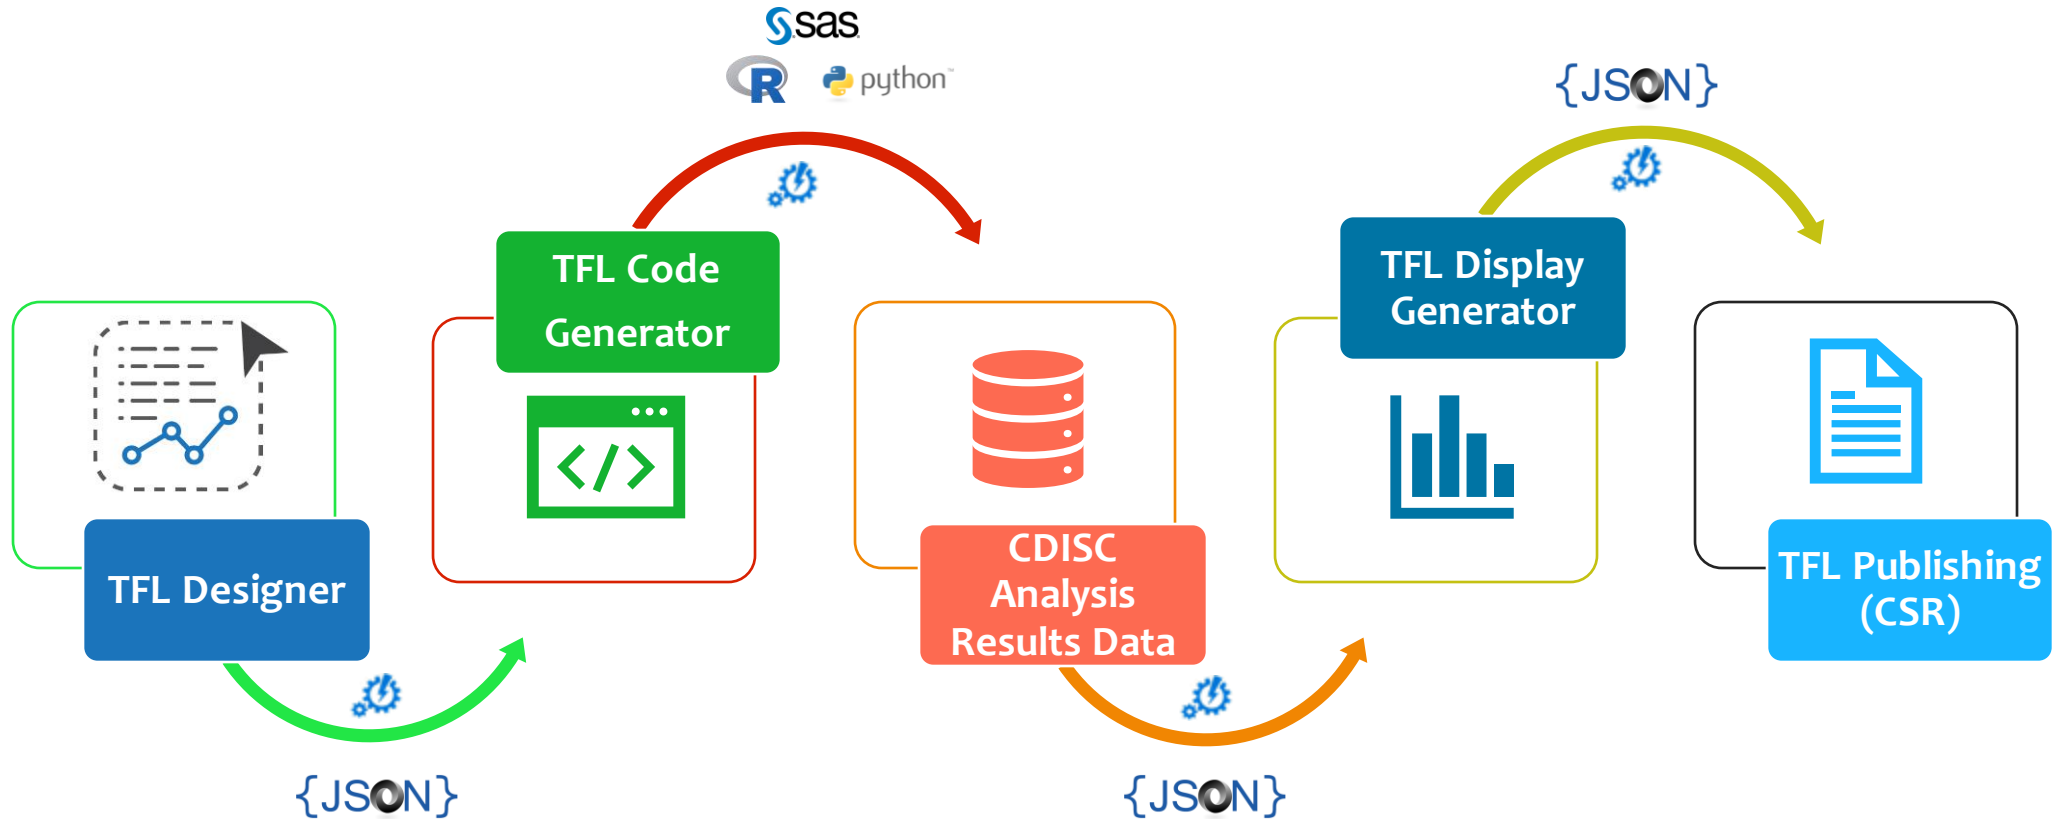 sas
R
python™
{JSON}
TFL Code
Generator
TFL Display
Generator
</>
TFL Designer
CDISC
Analysis
Results Data
TFL Publishing
(CSR)
{JSON}
{JSON}